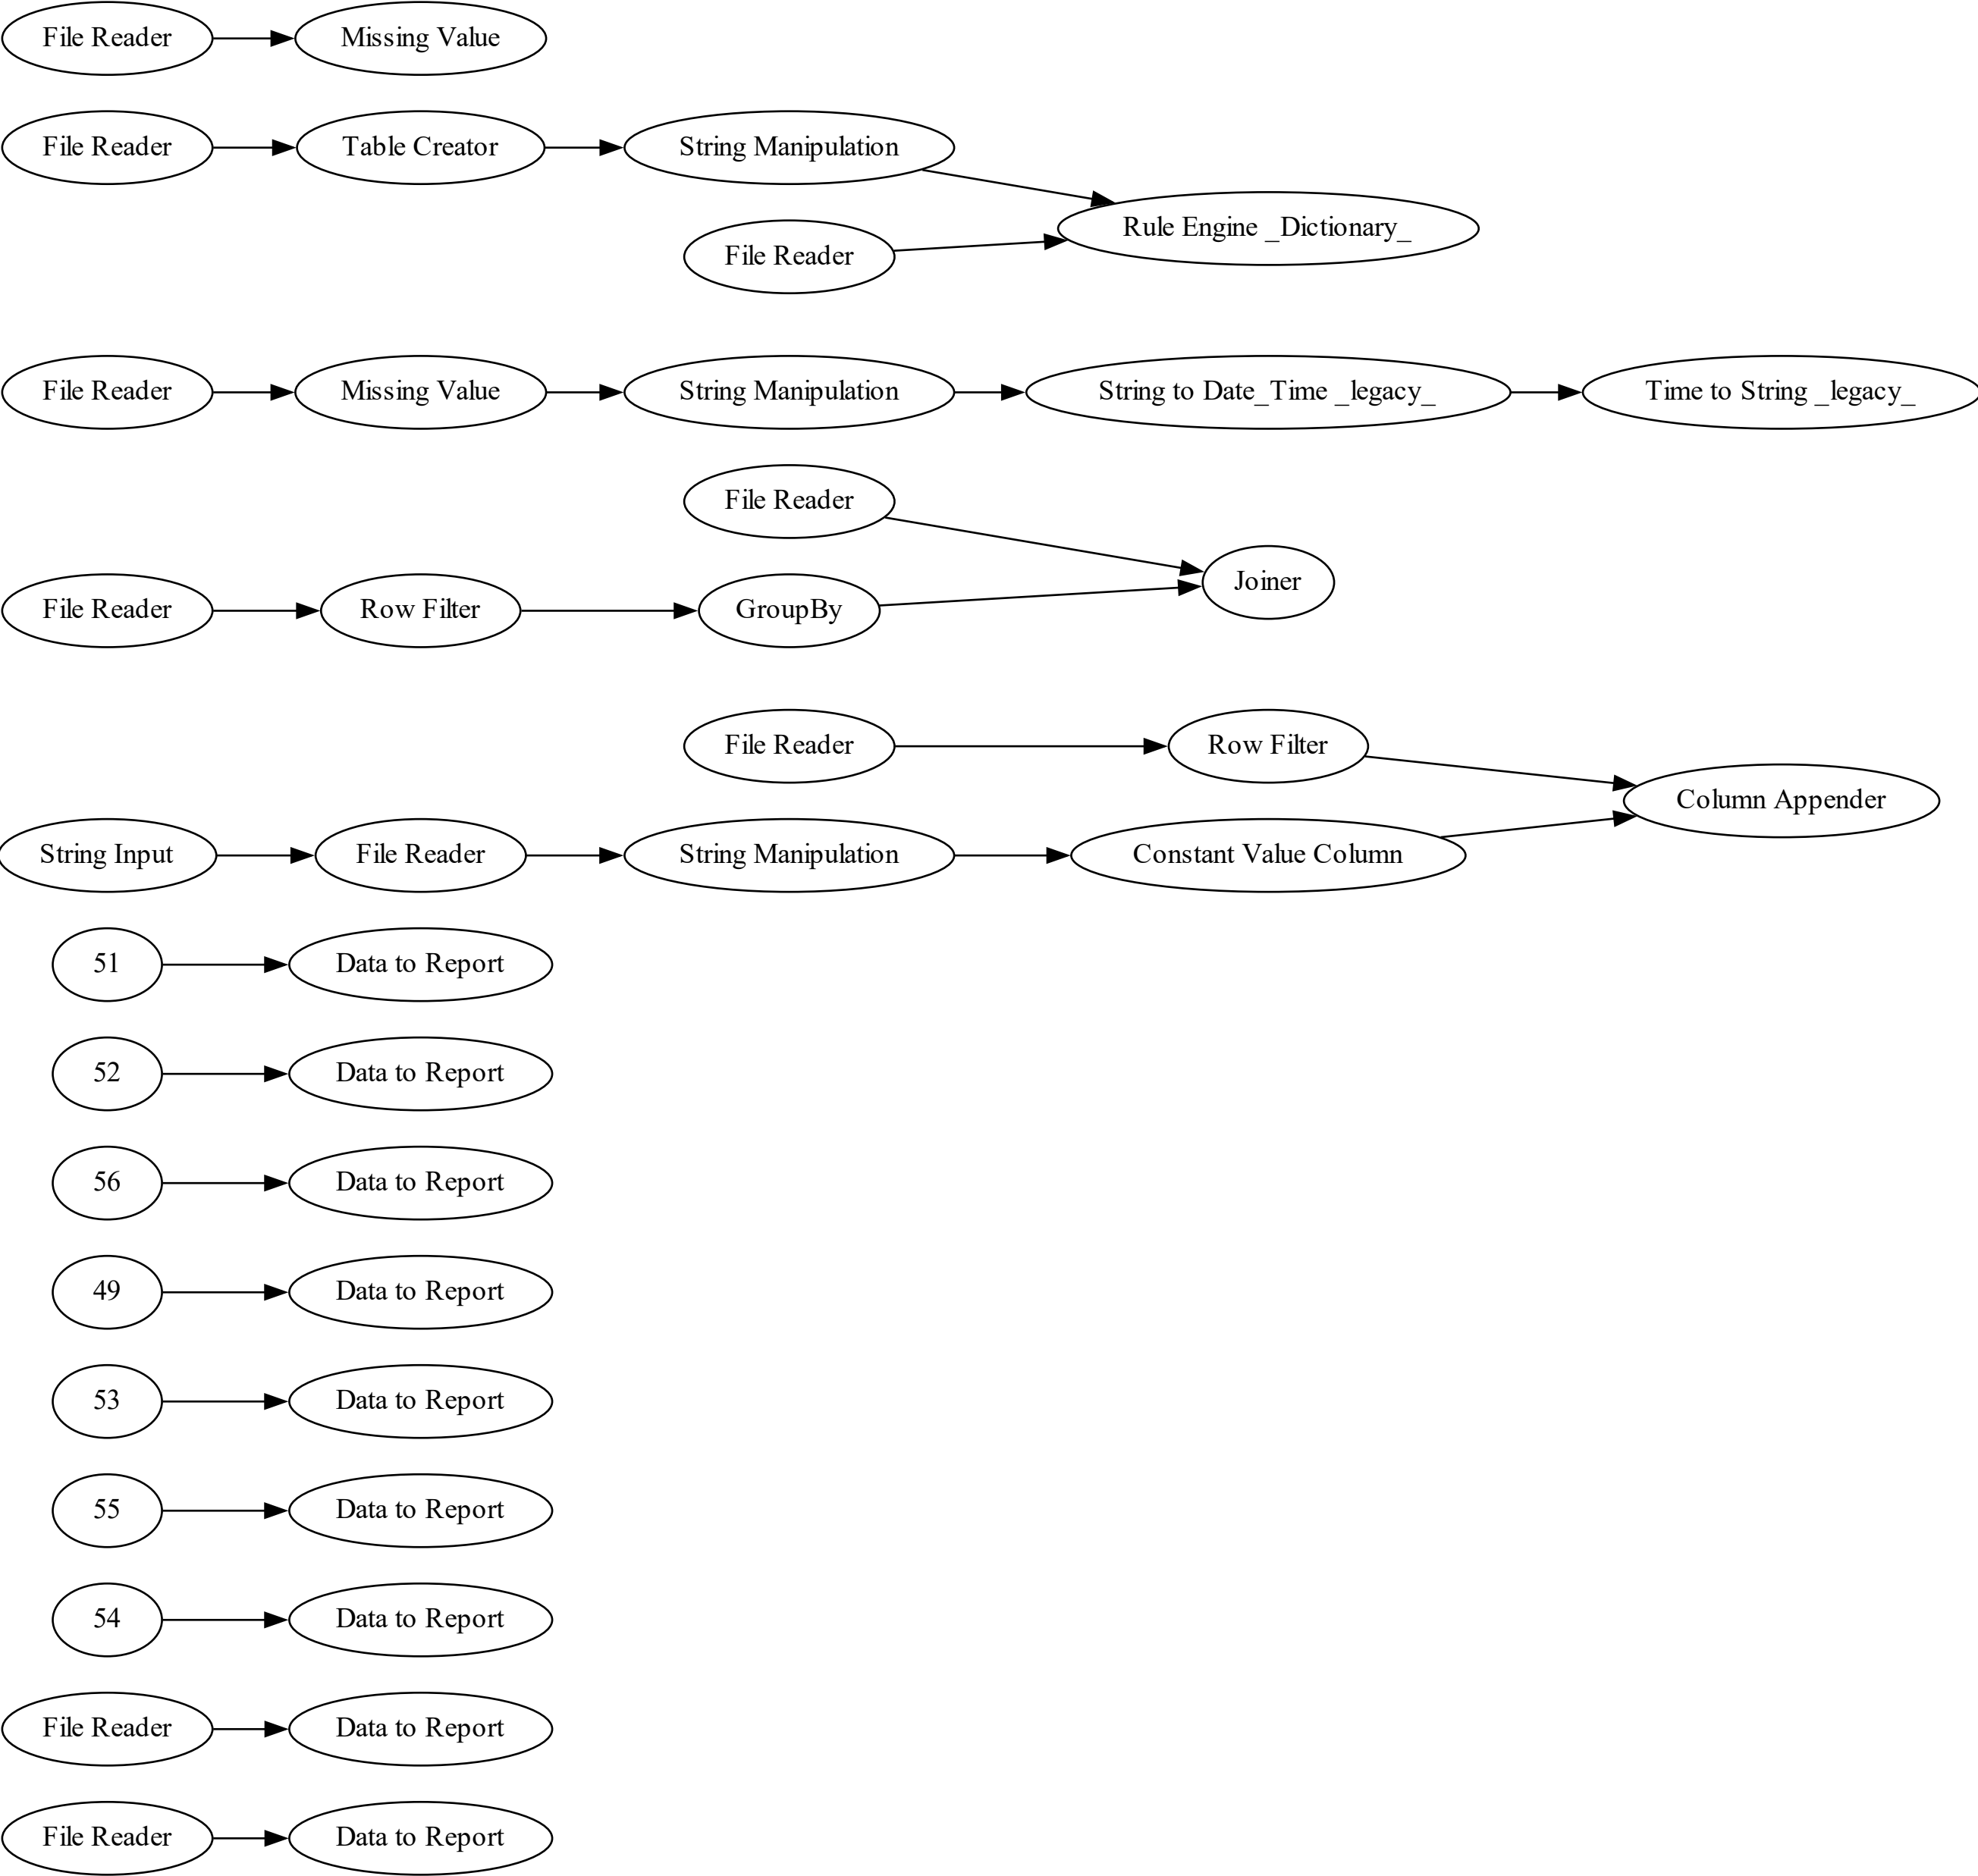 File Reader
Missing Value
File Reader
Table Creator
String Manipulation
Rule Engine _Dictionary_
File Reader
File Reader
Missing Value
String Manipulation
String to Date_Time _legacy_
Time to String _legacy_
File Reader
Joiner
File Reader
Row Filter
GroupBy
File Reader
Row Filter
Column Appender
String Input
File Reader
String Manipulation
Constant Value Column
51
Data to Report
52
Data to Report
56
Data to Report
49
Data to Report
53
Data to Report
55
Data to Report
54
Data to Report
File Reader
Data to Report
File Reader
Data to Report